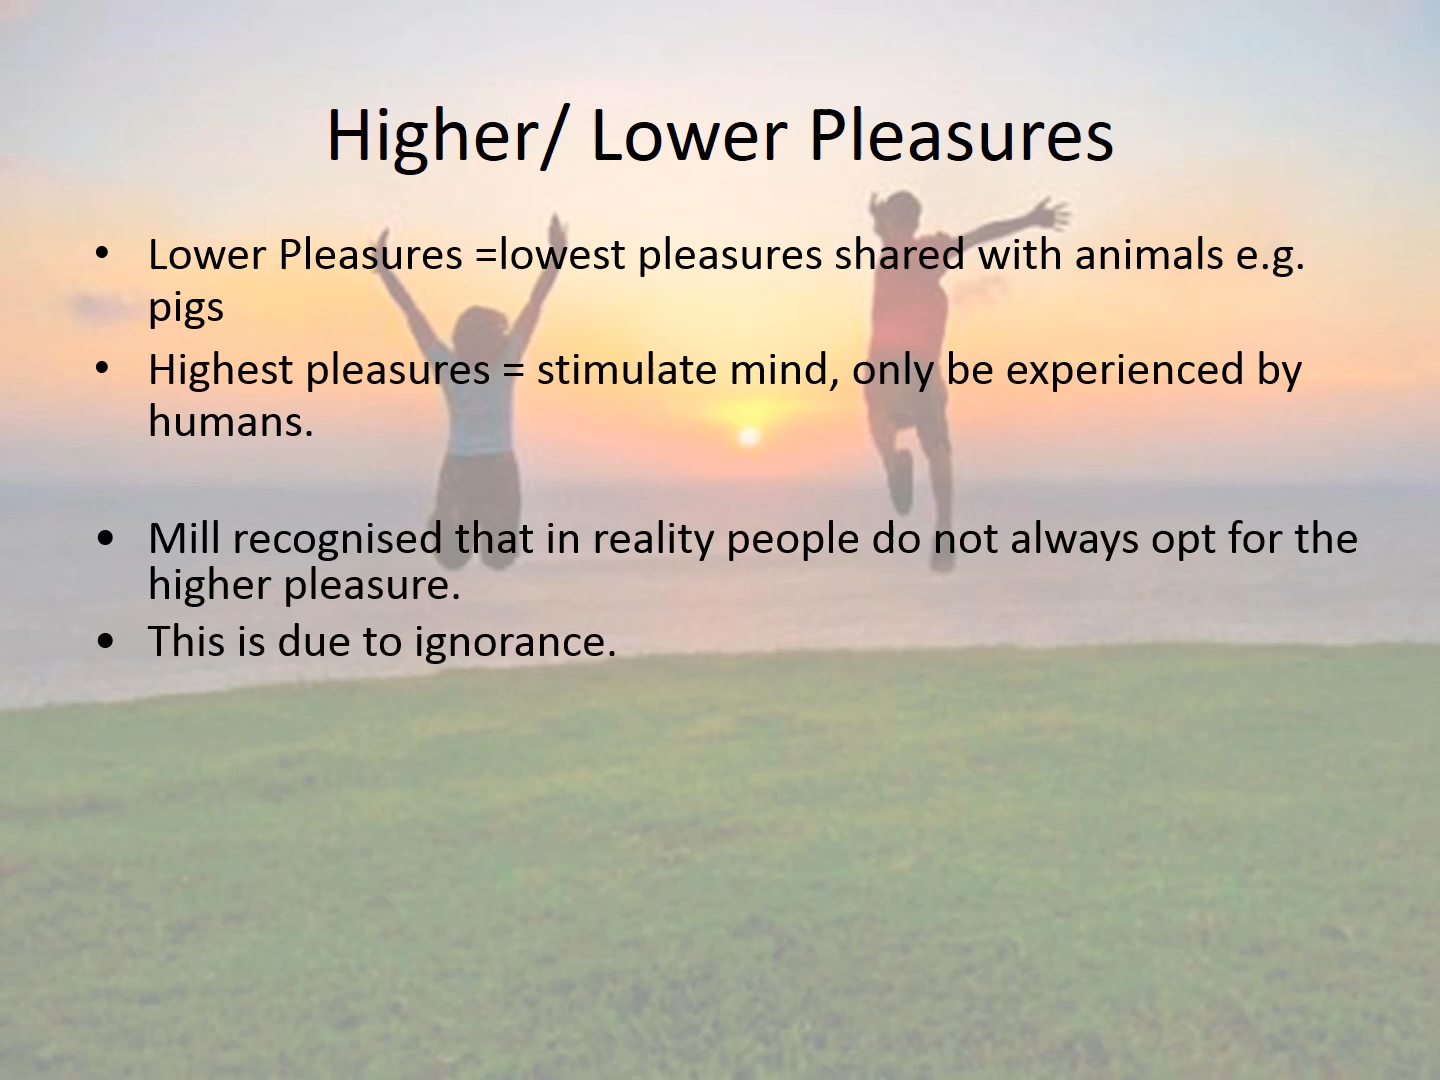 Higher/ Lower Pleasures
• Lower Pleasures =lowest pleasures shared with animals e.g.
pigs
• Highest pleasures = stimulate mind, only be experienced by
humans.
• Mill recognised that in reality people do not always opt for the
higher pleasure.
• This is due to ignorance.